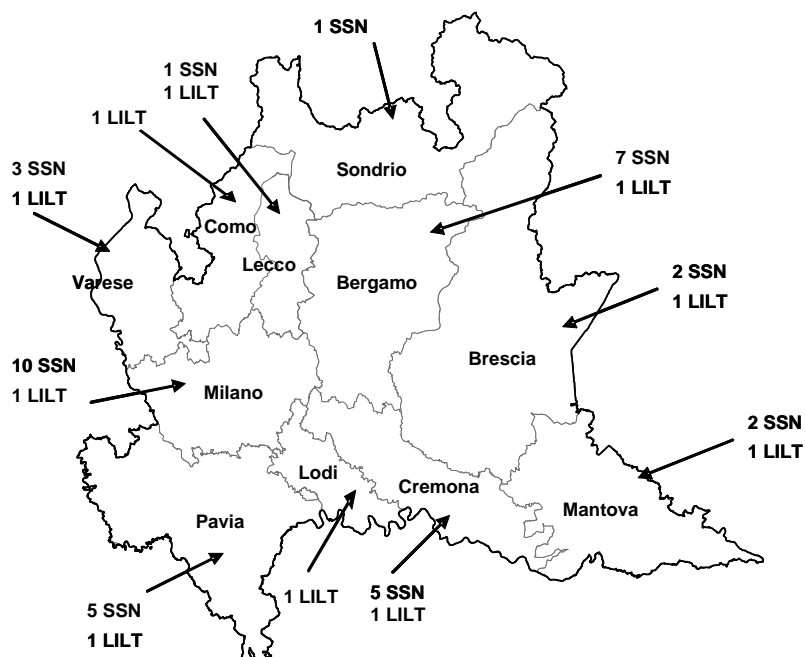 1 SSN
1 SSN
1 LILT
1 LILT
3 SSN
1 LILT
7 SSN
1 LILT
Sondrio
Como
Lecco
Varese
Bergamo
2 SSN
1 LILT
Brescia
10 SSN
1 LILT
Milano
2 SSN
1 LILT
Lodi
Cremona
Mantova
Pavia
5 SSN
1 LILT
1 LILT
5 SSN
1 LILT